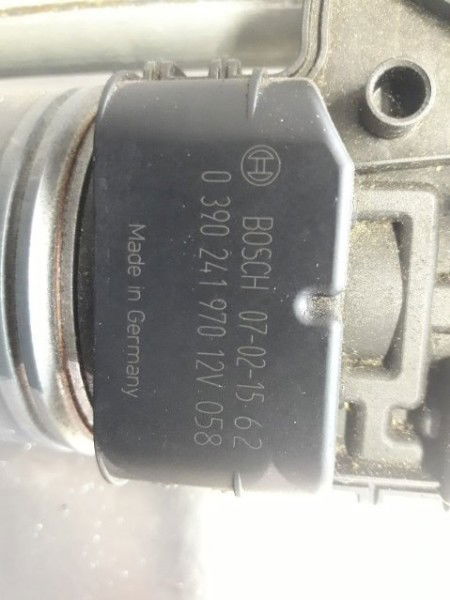 BOSCH 07-02-15 62
0 390 241 970 12V 058
Made in Germany